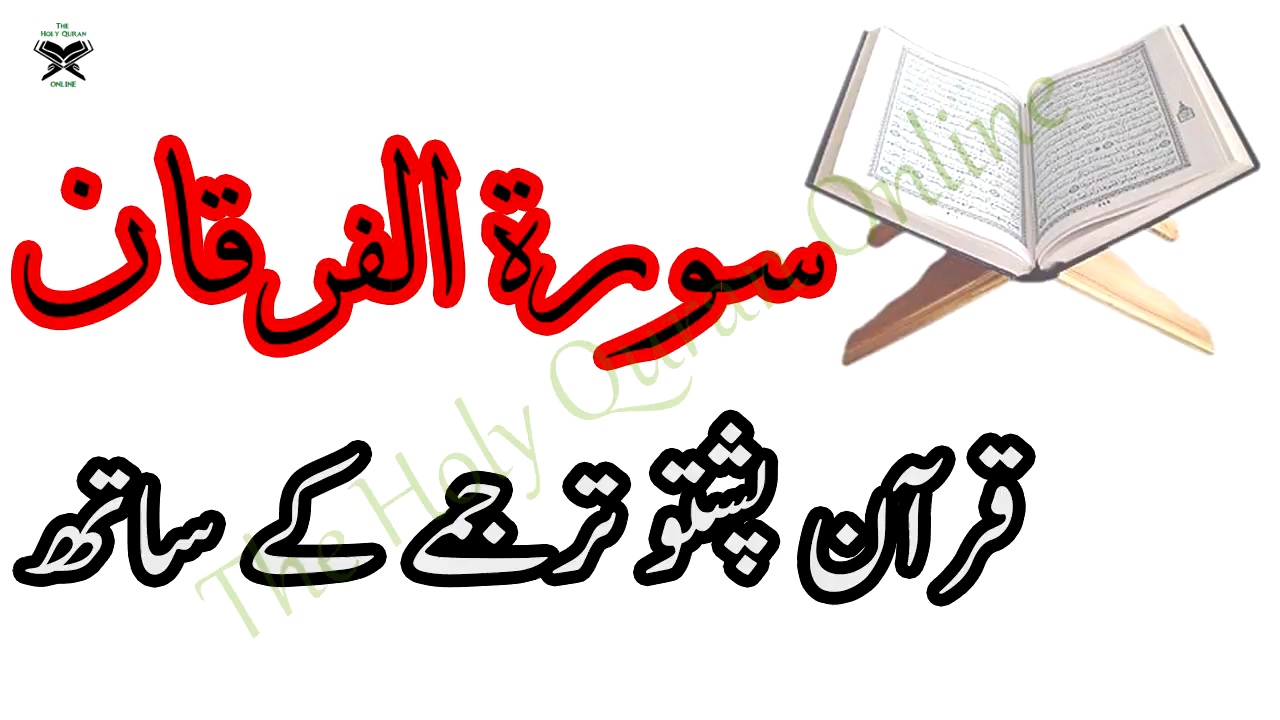 The
Holy Quran
Online
سورۃ الفرقان
قرآن پشتو ترجمے کے ساتھ
The Holy Quran Online